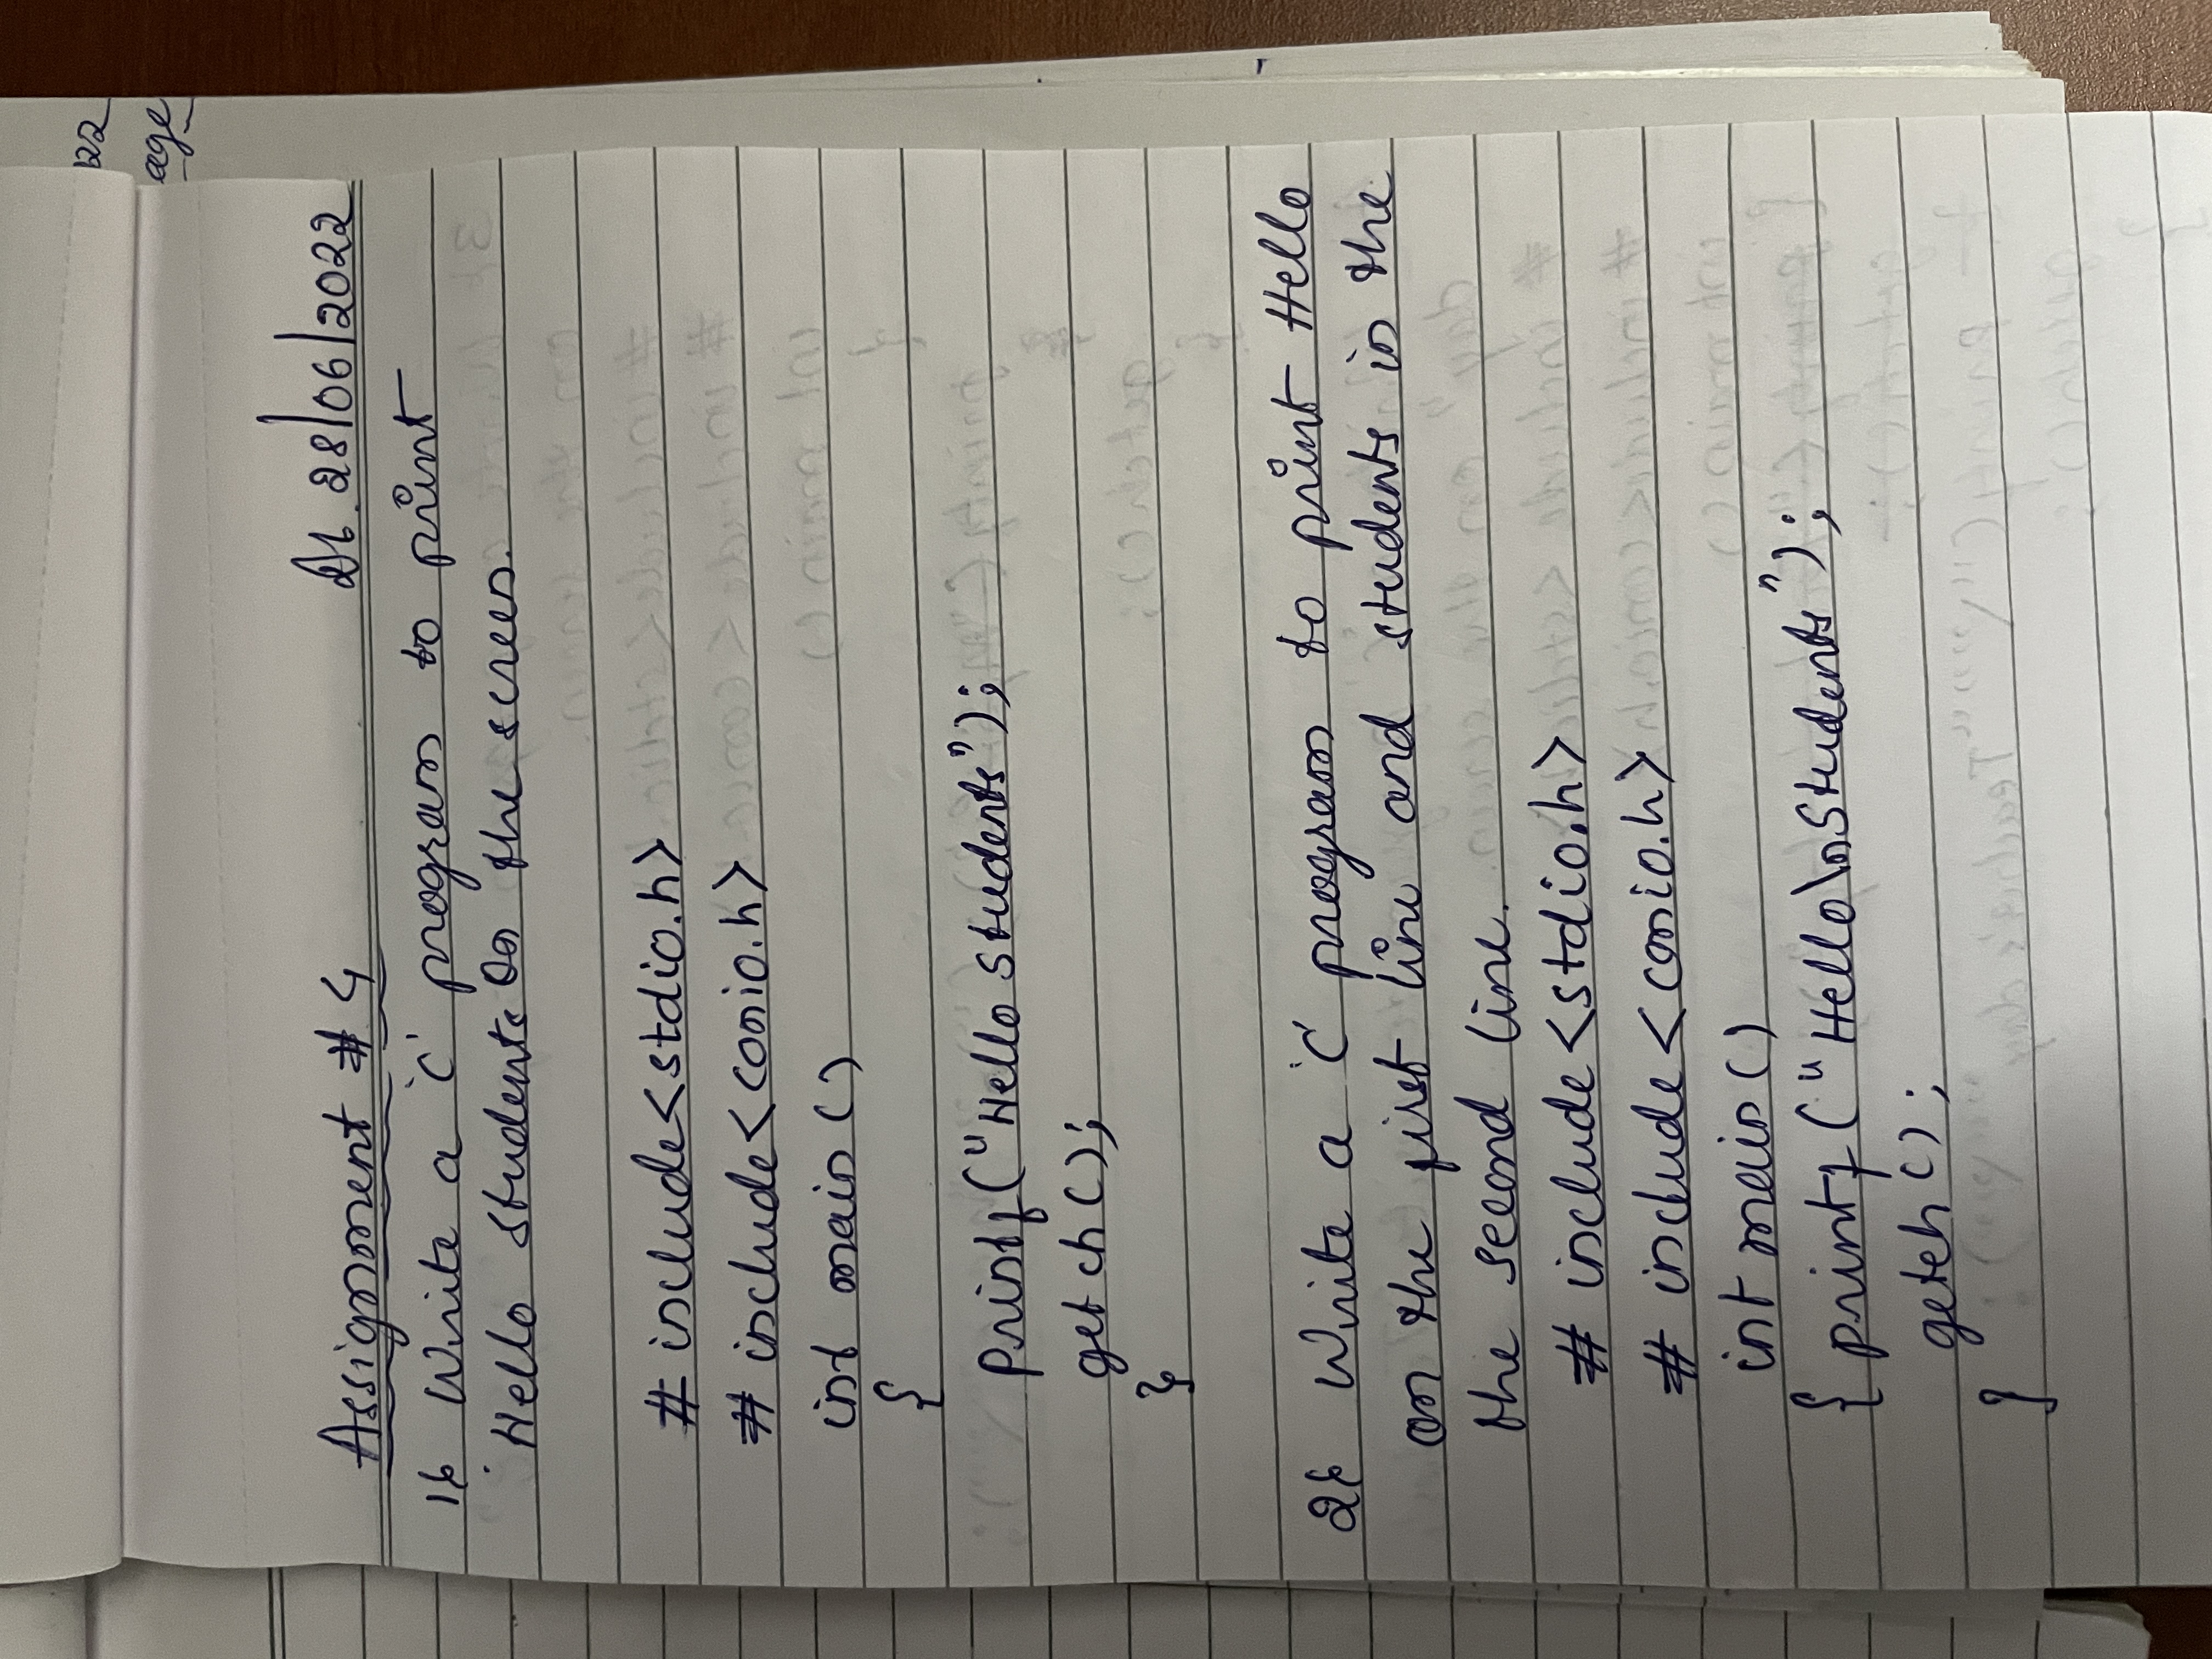 22
age
Assignment # 4 Dt. 28/06/2022
1} Write a 'C' program to print
Hello Students On the screen.
# include<stdio.h>
# include<conio.h>
int main ()
{
printf("Hello Students");
getch();
}
2} Write a 'C' program to print Hello
on the first line and students in the
the second line.
# include<stdio.h>
# include<conio.h>
int main()
{ printf("Hello\nStudents");
getch();
}